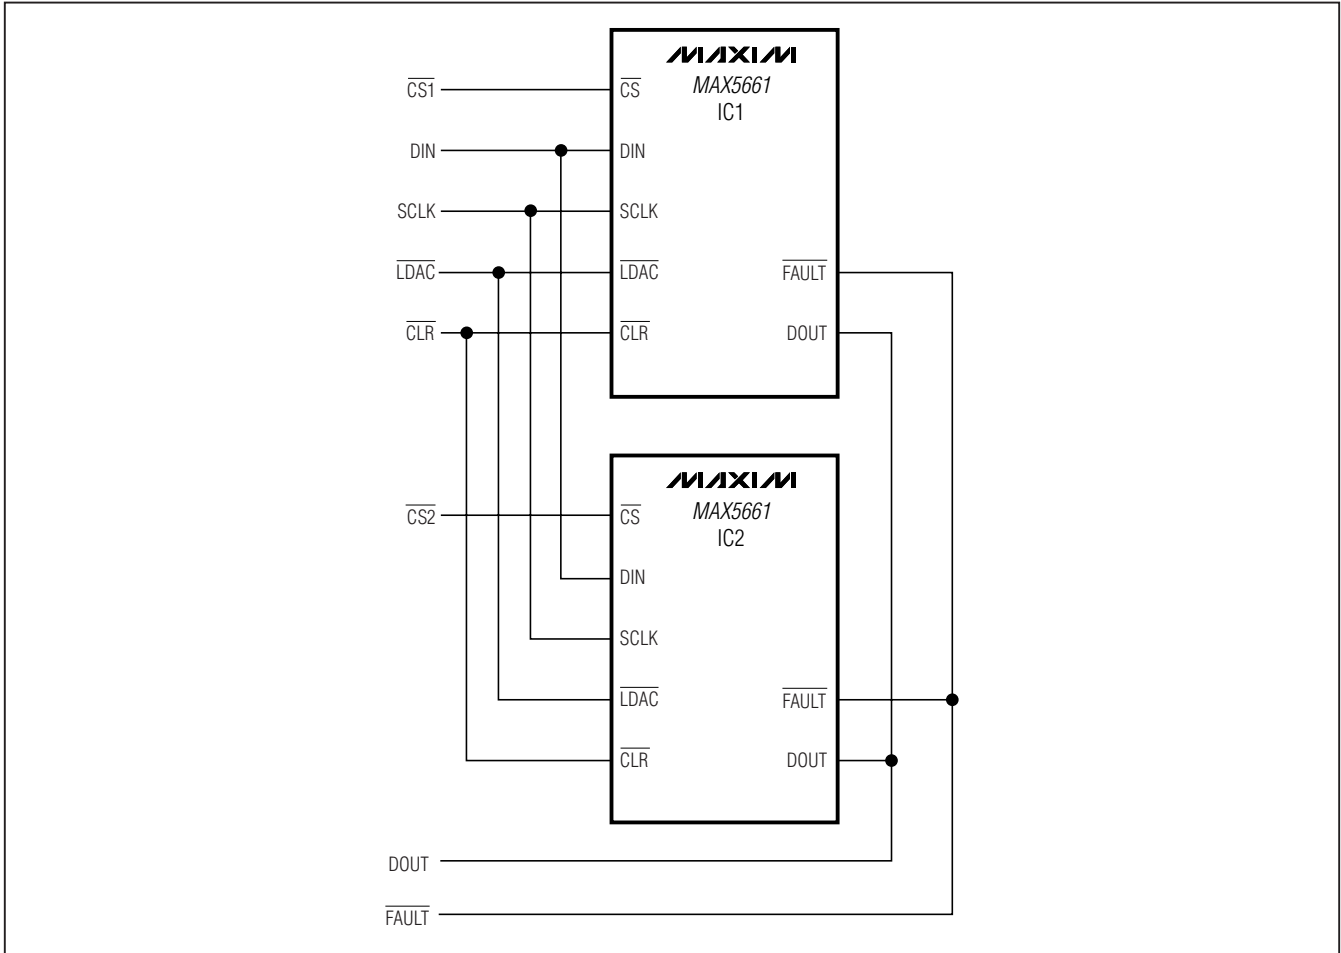 MAXIM
MAX5661
IC1
CS1
CS
DIN
DIN
SCLK
SCLK
LDAC
LDAC
FAULT
CLR
CLR
DOUT
MAXIM
MAX5661
IC2
CS2
CS
DIN
SCLK
LDAC
FAULT
CLR
DOUT
DOUT
FAULT